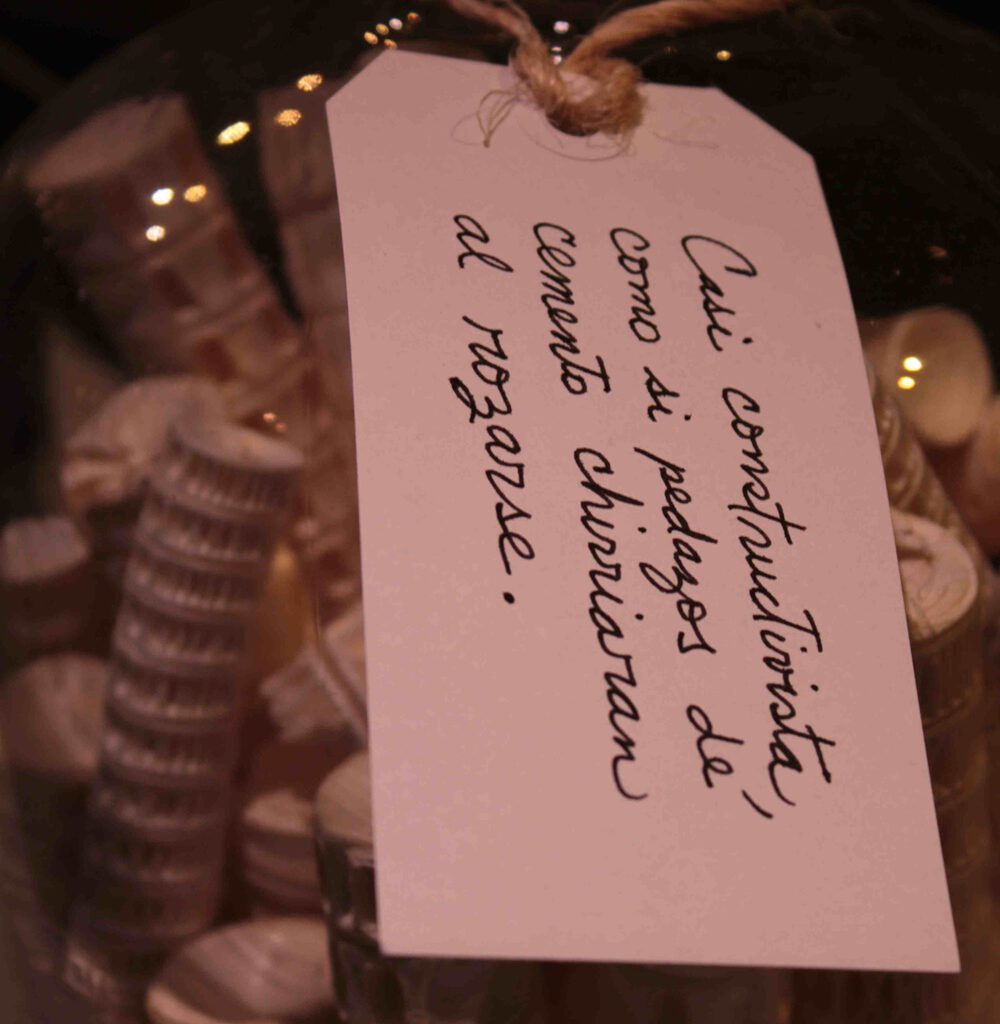 Casi constructivista,
como si pedazos de
cemento chirriaran
al rozarse.